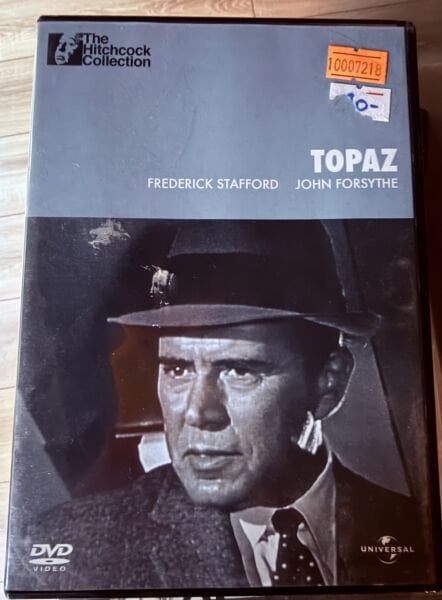 The
Hitchcock
Collection
10007218
TOPAZ
FREDERICK STAFFORD JOHN FORSYTHE
DVD
VIDEO
UNIVERSAL